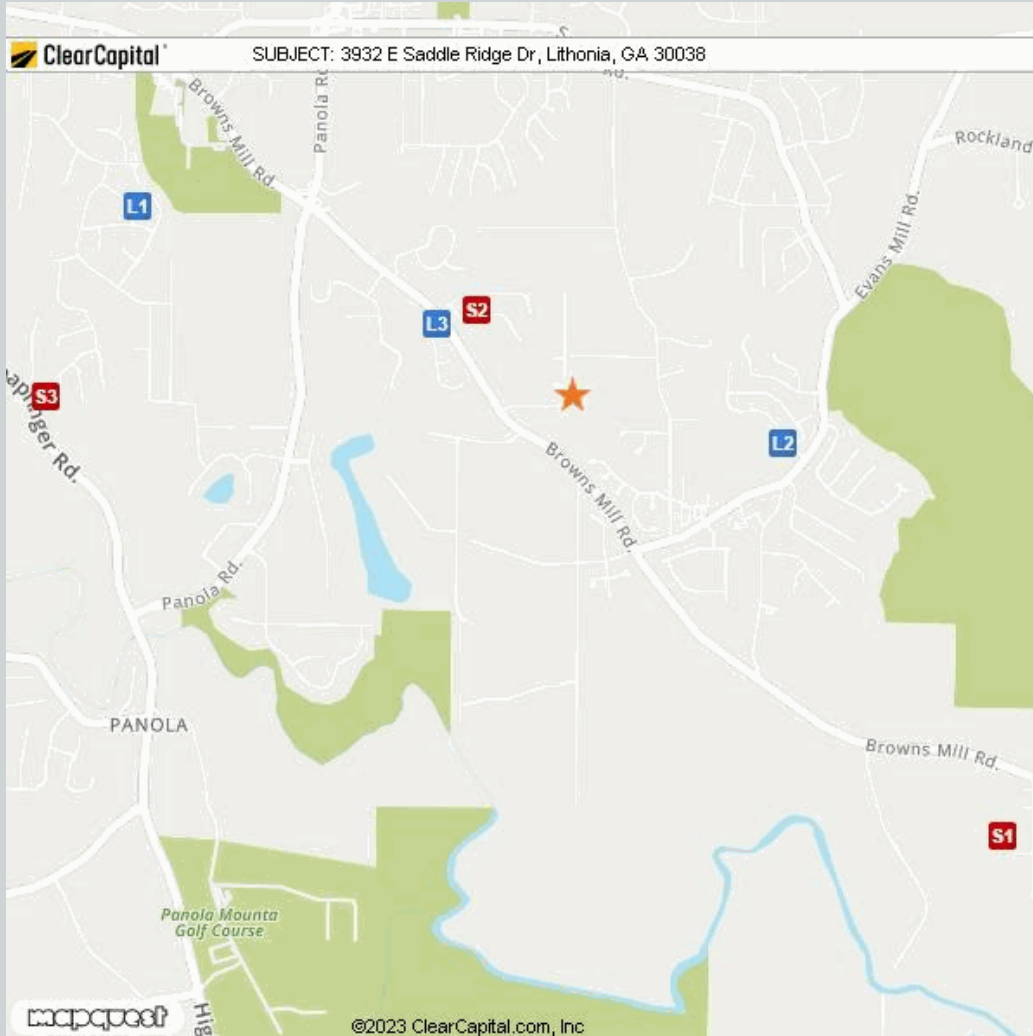 ClearCapital
SUBJECT: 3932 E Saddle Ridge Dr, Lithonia, GA 30038
Browns Mill Rd.
Panola Rd
Rd.
Rockland
Evans Mill Rd.
L1
S2
L3
S3
L2
Browns Mill Rd.
Panola Rd.
PANOLA
Browns Mill Rd.
S1
Panola Mounta
Golf Course
mapquest
©2023 ClearCapital.com, Inc
Hig